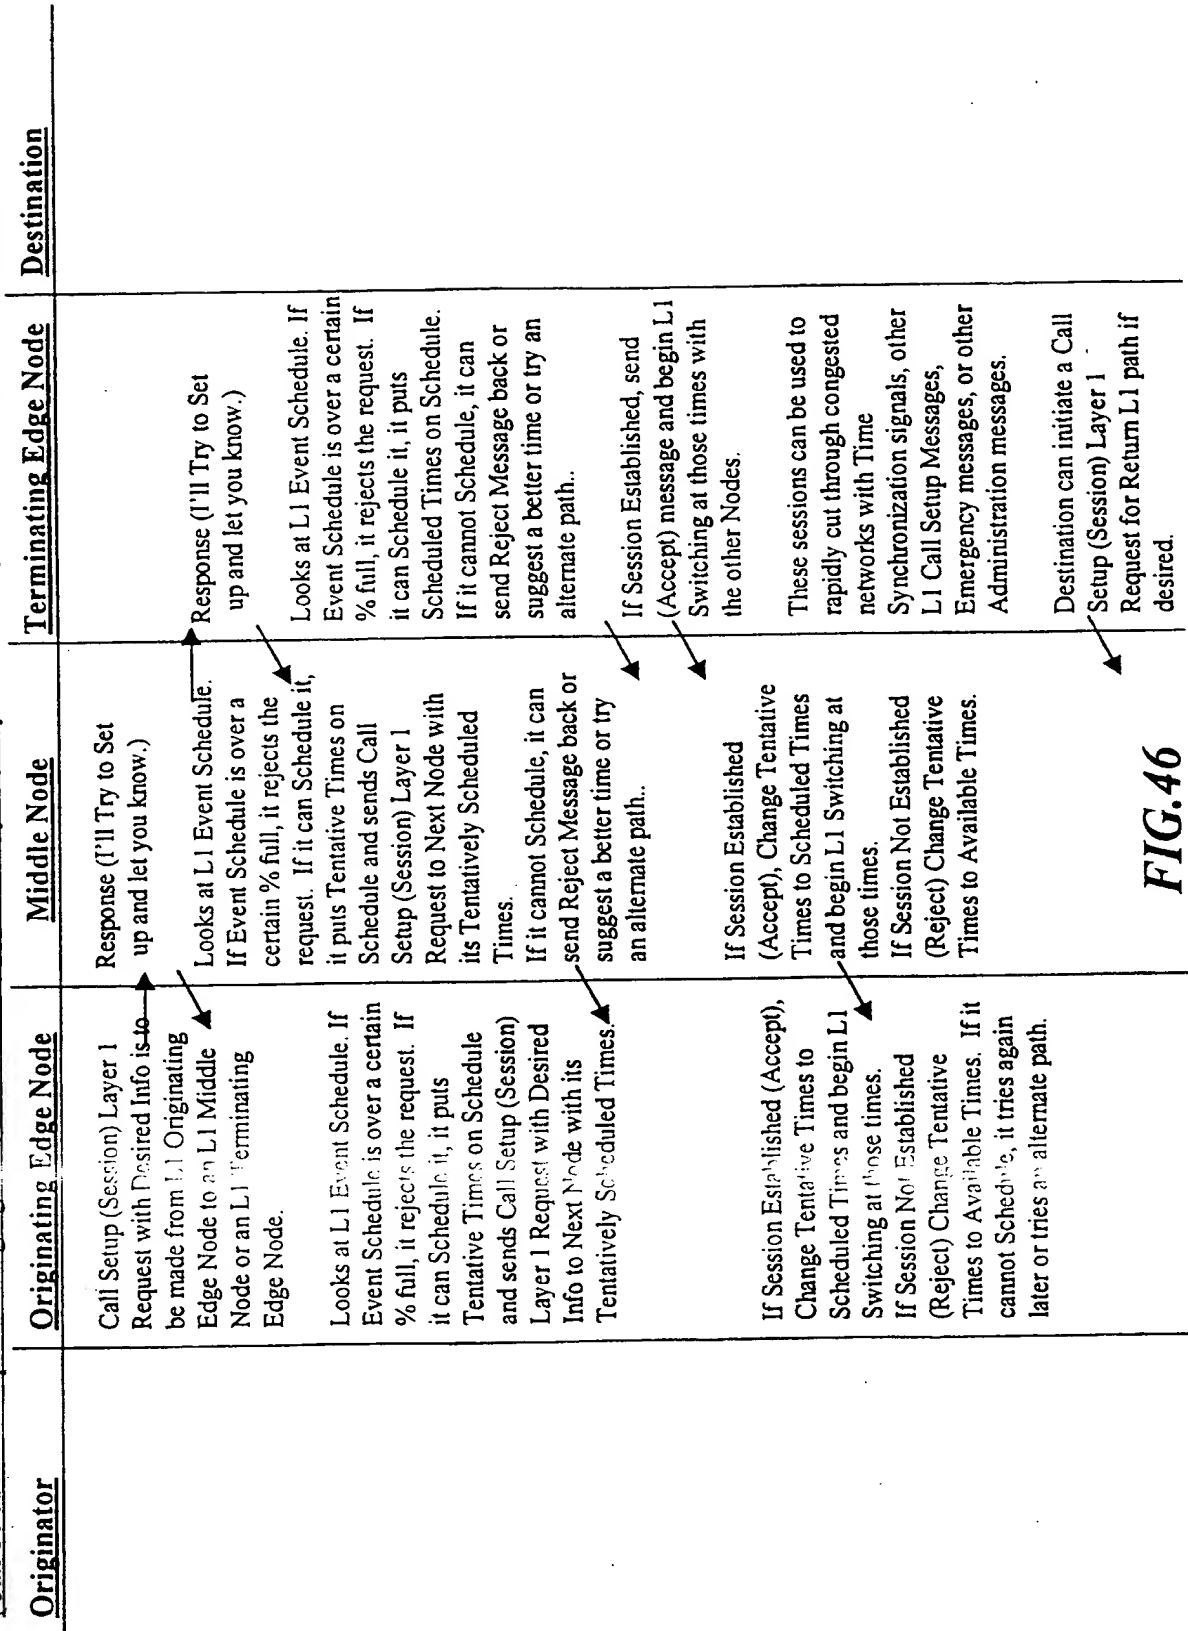 Originator
Originating Edge Node
Middle Node
Terminating Edge Node
Destination
Call Setup (Session) Layer 1
Request with Desired Info is to
be made from L1 Originating
Edge Node to an L1 Middle
Node or an L1 Terminating
Edge Node.
Looks at L1 Event Schedule. If
Event Schedule is over a certain
% full, it rejects the request. If
it can Schedule it, it puts
Tentative Times on Schedule
and sends Call Setup (Session)
Layer 1 Request with Desired
Info to Next Node with its
Tentatively Scheduled Times.
If Session Established (Accept),
Change Tentative Times to
Scheduled Times and begin L1
Switching at those times.
If Session Not Established
(Reject) Change Tentative
Times to Available Times. If it
cannot Schedule, it tries again
later or tries an alternate path.
Response (I'll Try to Set
up and let you know.)
Looks at L1 Event Schedule.
If Event Schedule is over a
certain % full, it rejects the
request. If it can Schedule it,
it puts Tentative Times on
Schedule and sends Call
Setup (Session) Layer 1
Request to Next Node with
its Tentatively Scheduled
Times.
If it cannot Schedule, it can
send Reject Message back or
suggest a better time or try
an alternate path..
If Session Established
(Accept), Change Tentative
Times to Scheduled Times
and begin L1 Switching at
those times.
If Session Not Established
(Reject) Change Tentative
Times to Available Times.
Response (I'll Try to Set
up and let you know.)
Looks at L1 Event Schedule. If
Event Schedule is over a certain
% full, it rejects the request. If
it can Schedule it, it puts
Scheduled Times on Schedule.
If it cannot Schedule, it can
send Reject Message back or
suggest a better time or try an
alternate path..
If Session Established, send
(Accept) message and begin L1
Switching at those times with
the other Nodes.
These sessions can be used to
rapidly cut through congested
networks with Time
Synchronization signals, other
L1 Call Setup Messages,
Emergency messages, or other
Administration messages.
Destination can initiate a Call
Setup (Session) Layer 1
Request for Return L1 path if
desired.
FIG.46